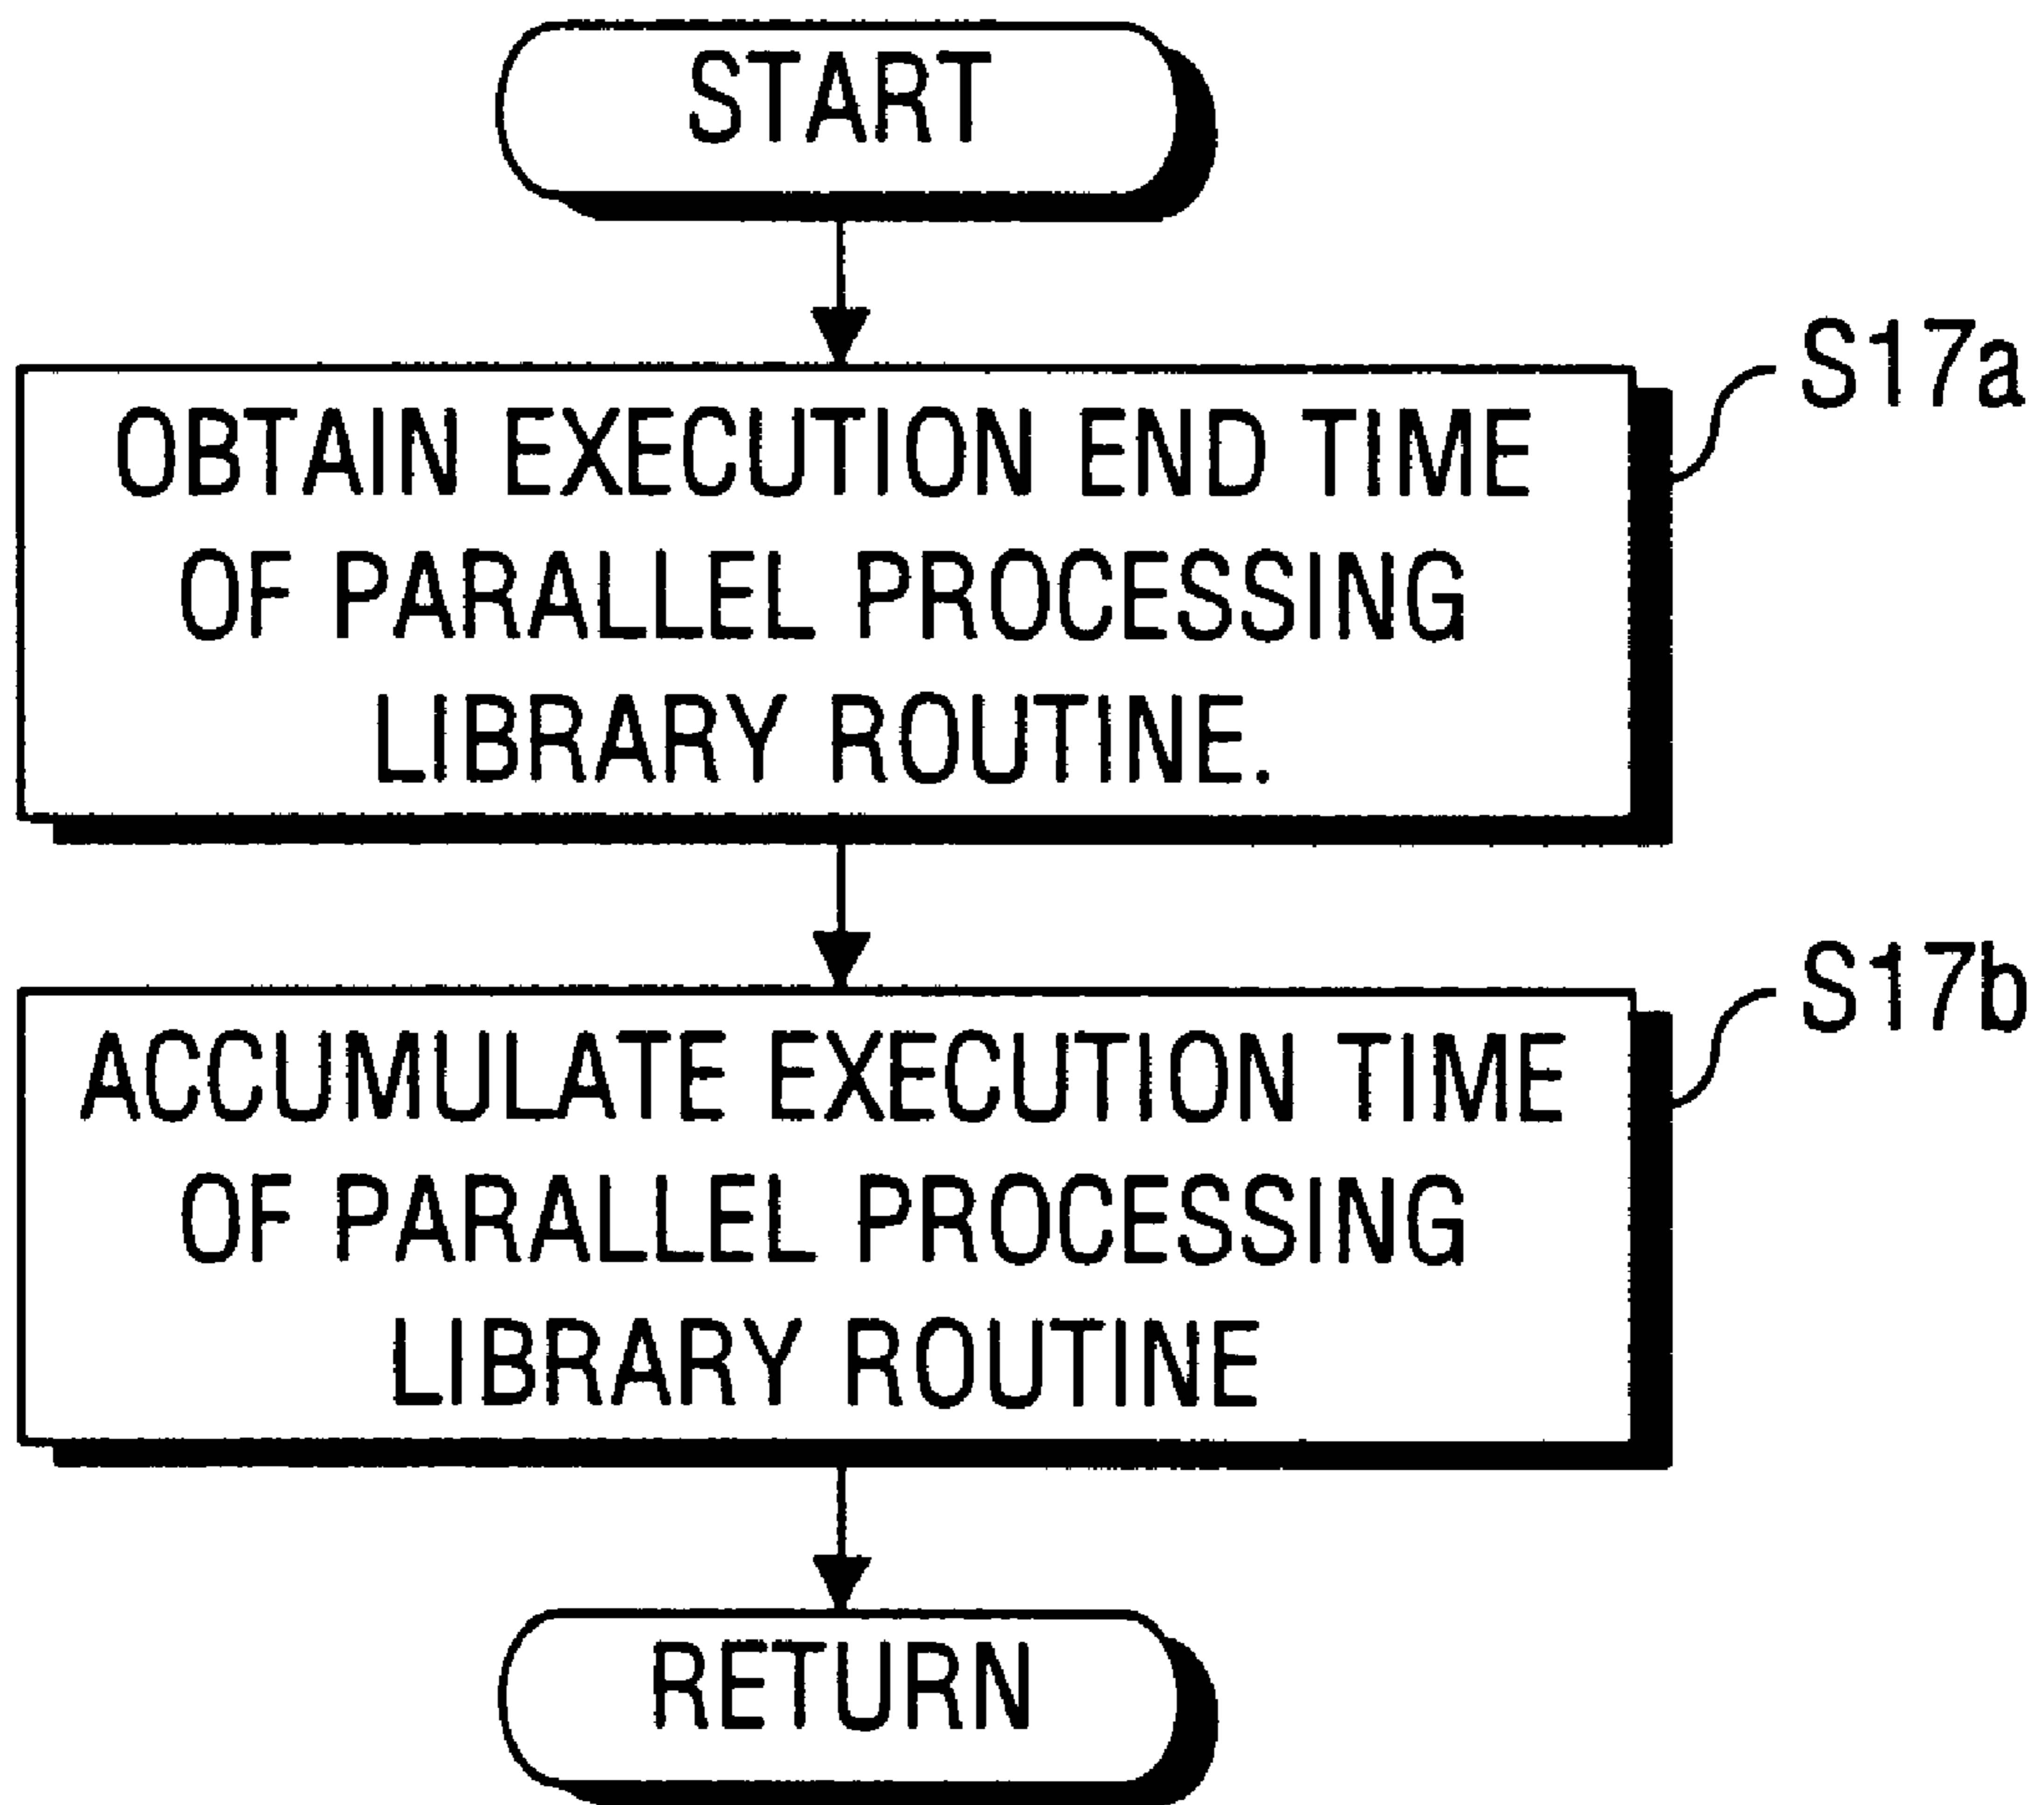 START
S17a
OBTAIN EXECUTION END TIME
OF PARALLEL PROCESSING
LIBRARY ROUTINE.
S17b
ACCUMULATE EXECUTION TIME
OF PARALLEL PROCESSING
LIBRARY ROUTINE
RETURN